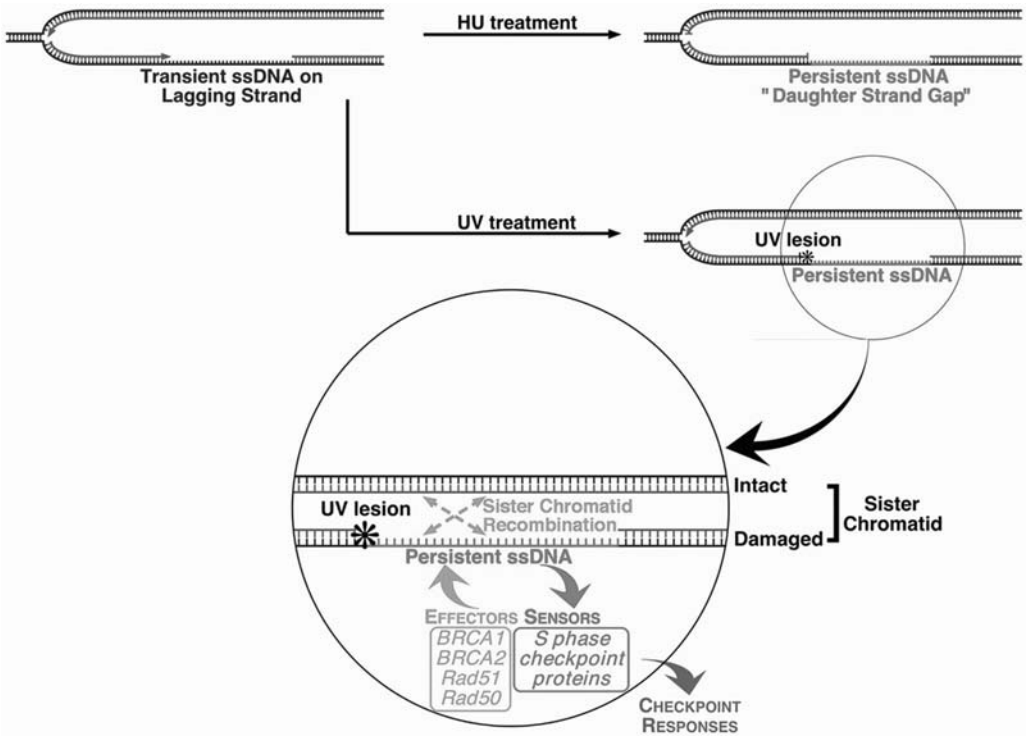 HU treatment
Transient ssDNA on
Lagging Strand
Persistent ssDNA
"Daughter Strand Gap"
UV treatment
UV lesion
Persistent ssDNA
Intact
UV lesion
Sister Chromatid
Recombination
Sister
Chromatid
Damaged
Persistent ssDNA
EFFECTORS SENSORS
BRCA1
BRCA2
Rad51
Rad50
S phase
checkpoint
proteins
CHECKPOINT
RESPONSES